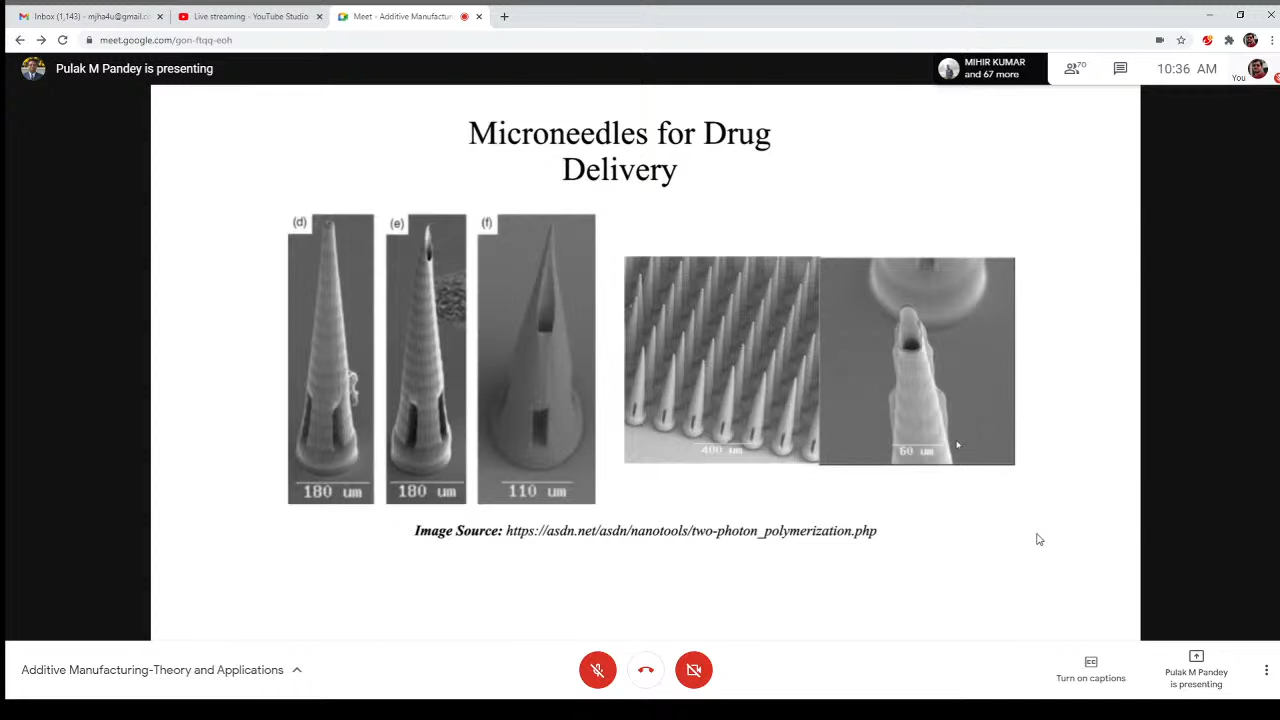 Inbox (1,143) - mjha4u@gmail.co
Live streaming - YouTube Studio
Meet - Additive Manufactur
meet.google.com/gon-ftqq-eoh
Pulak M Pandey is presenting
MIHIR KUMAR
and 67 more
70
10:36 AM
You
Microneedles for Drug
Delivery
(d)
(e)
(f)
180 um
180 um
110 um
400 um
60 um
Image Source: https://asdn.net/asdn/nanotools/two-photon_polymerization.php
Additive Manufacturing-Theory and Applications
CC
Turn on captions
Pulak M Pandey
is presenting